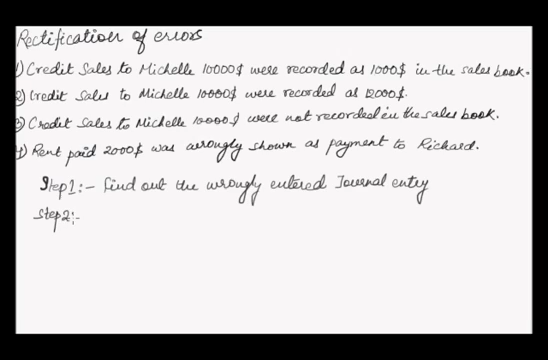 Rectification of errors
1) Credit Sales to Michelle 10000$ were recorded as 1000$ in the sales book.
2) Credit Sales to Michelle 10000$ were recorded as 12000$.
3) Credit Sales to Michelle 10000$ were not recorded in the sales book.
4) Rent paid 2000$ was wrongly shown as payment to Richard.
Step1:- Find out the wrongly entered Journal entry
Step2:-